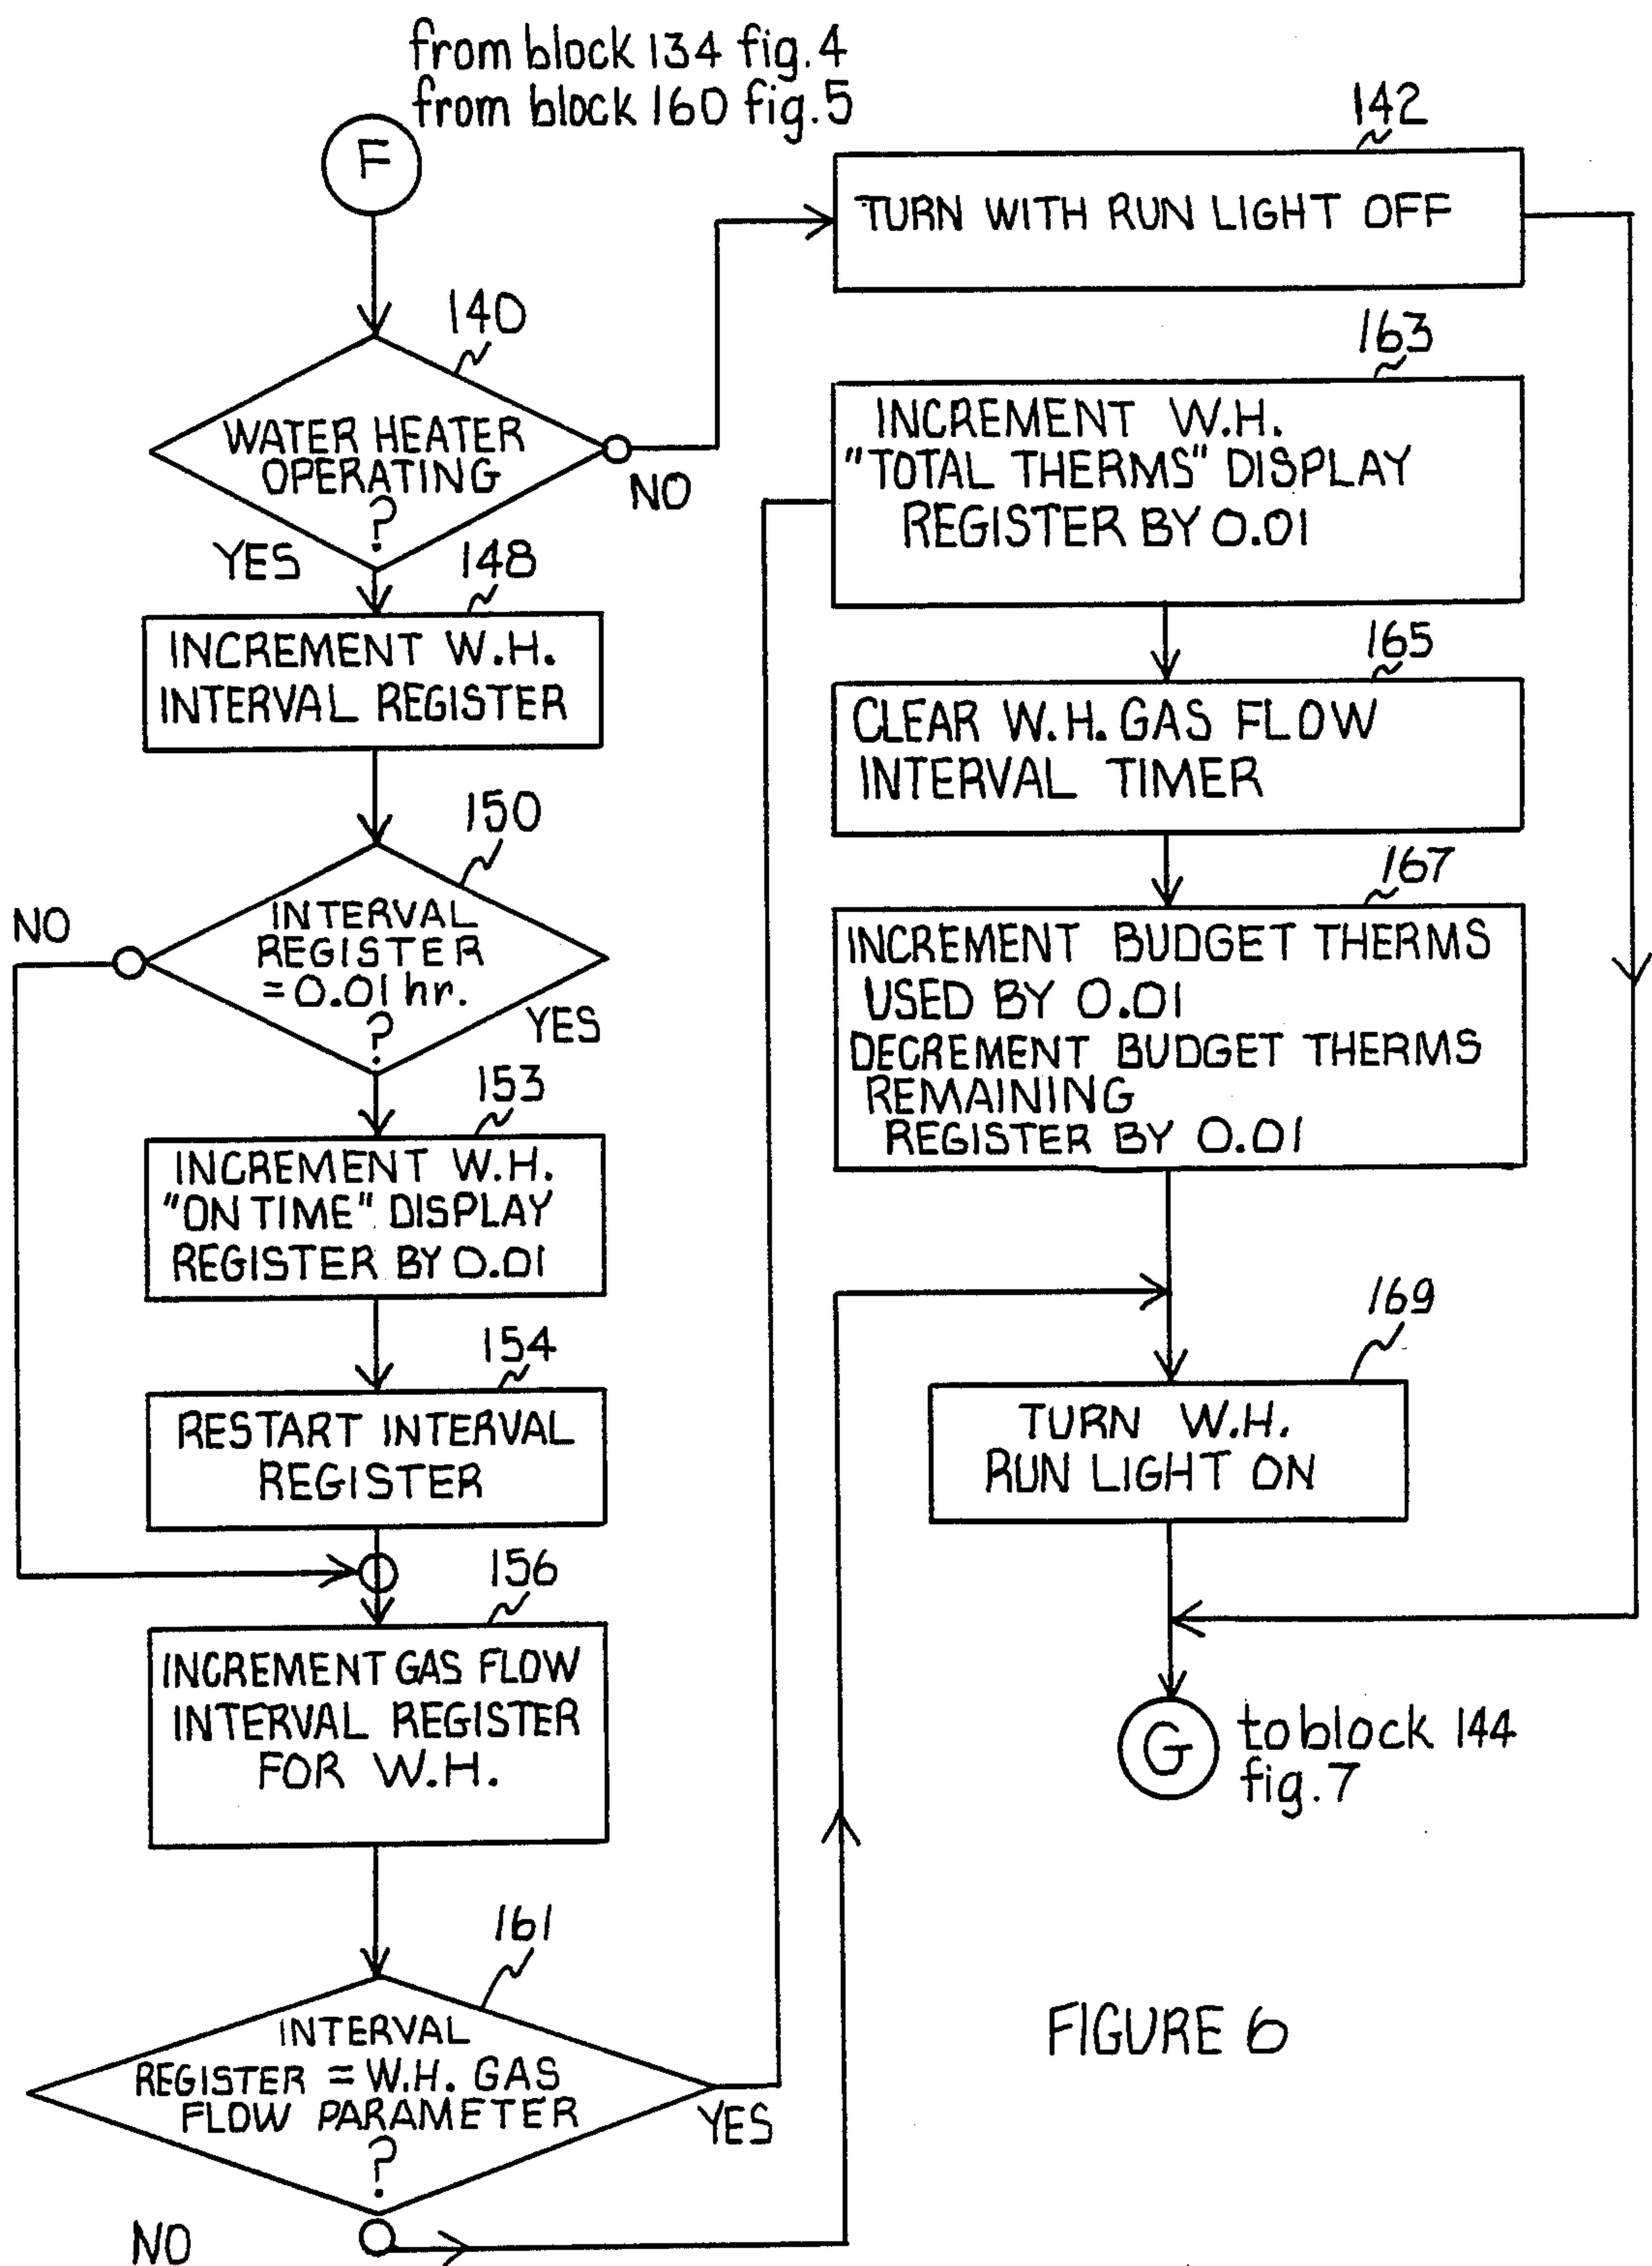 from block 134 fig. 4
from block 160 fig. 5
F
140
WATER HEATER
OPERATING
?
NO
YES
148
INCREMENT W.H.
INTERVAL REGISTER
150
NO
INTERVAL
REGISTER
= 0.01 hr.
?
YES
153
INCREMENT W.H.
"ON TIME" DISPLAY
REGISTER BY 0.01
154
RESTART INTERVAL
REGISTER
156
INCREMENT GAS FLOW
INTERVAL REGISTER
FOR W.H.
161
INTERVAL
REGISTER = W.H. GAS
FLOW PARAMETER
?
YES
NO
142
TURN WITH RUN LIGHT OFF
163
INCREMENT W.H.
"TOTAL THERMS" DISPLAY
REGISTER BY 0.01
165
CLEAR W.H. GAS FLOW
INTERVAL TIMER
167
INCREMENT BUDGET THERMS
USED BY 0.01
DECREMENT BUDGET THERMS
REMAINING
REGISTER BY 0.01
169
TURN W.H.
RUN LIGHT ON
G
to block 144
fig. 7
FIGURE 6